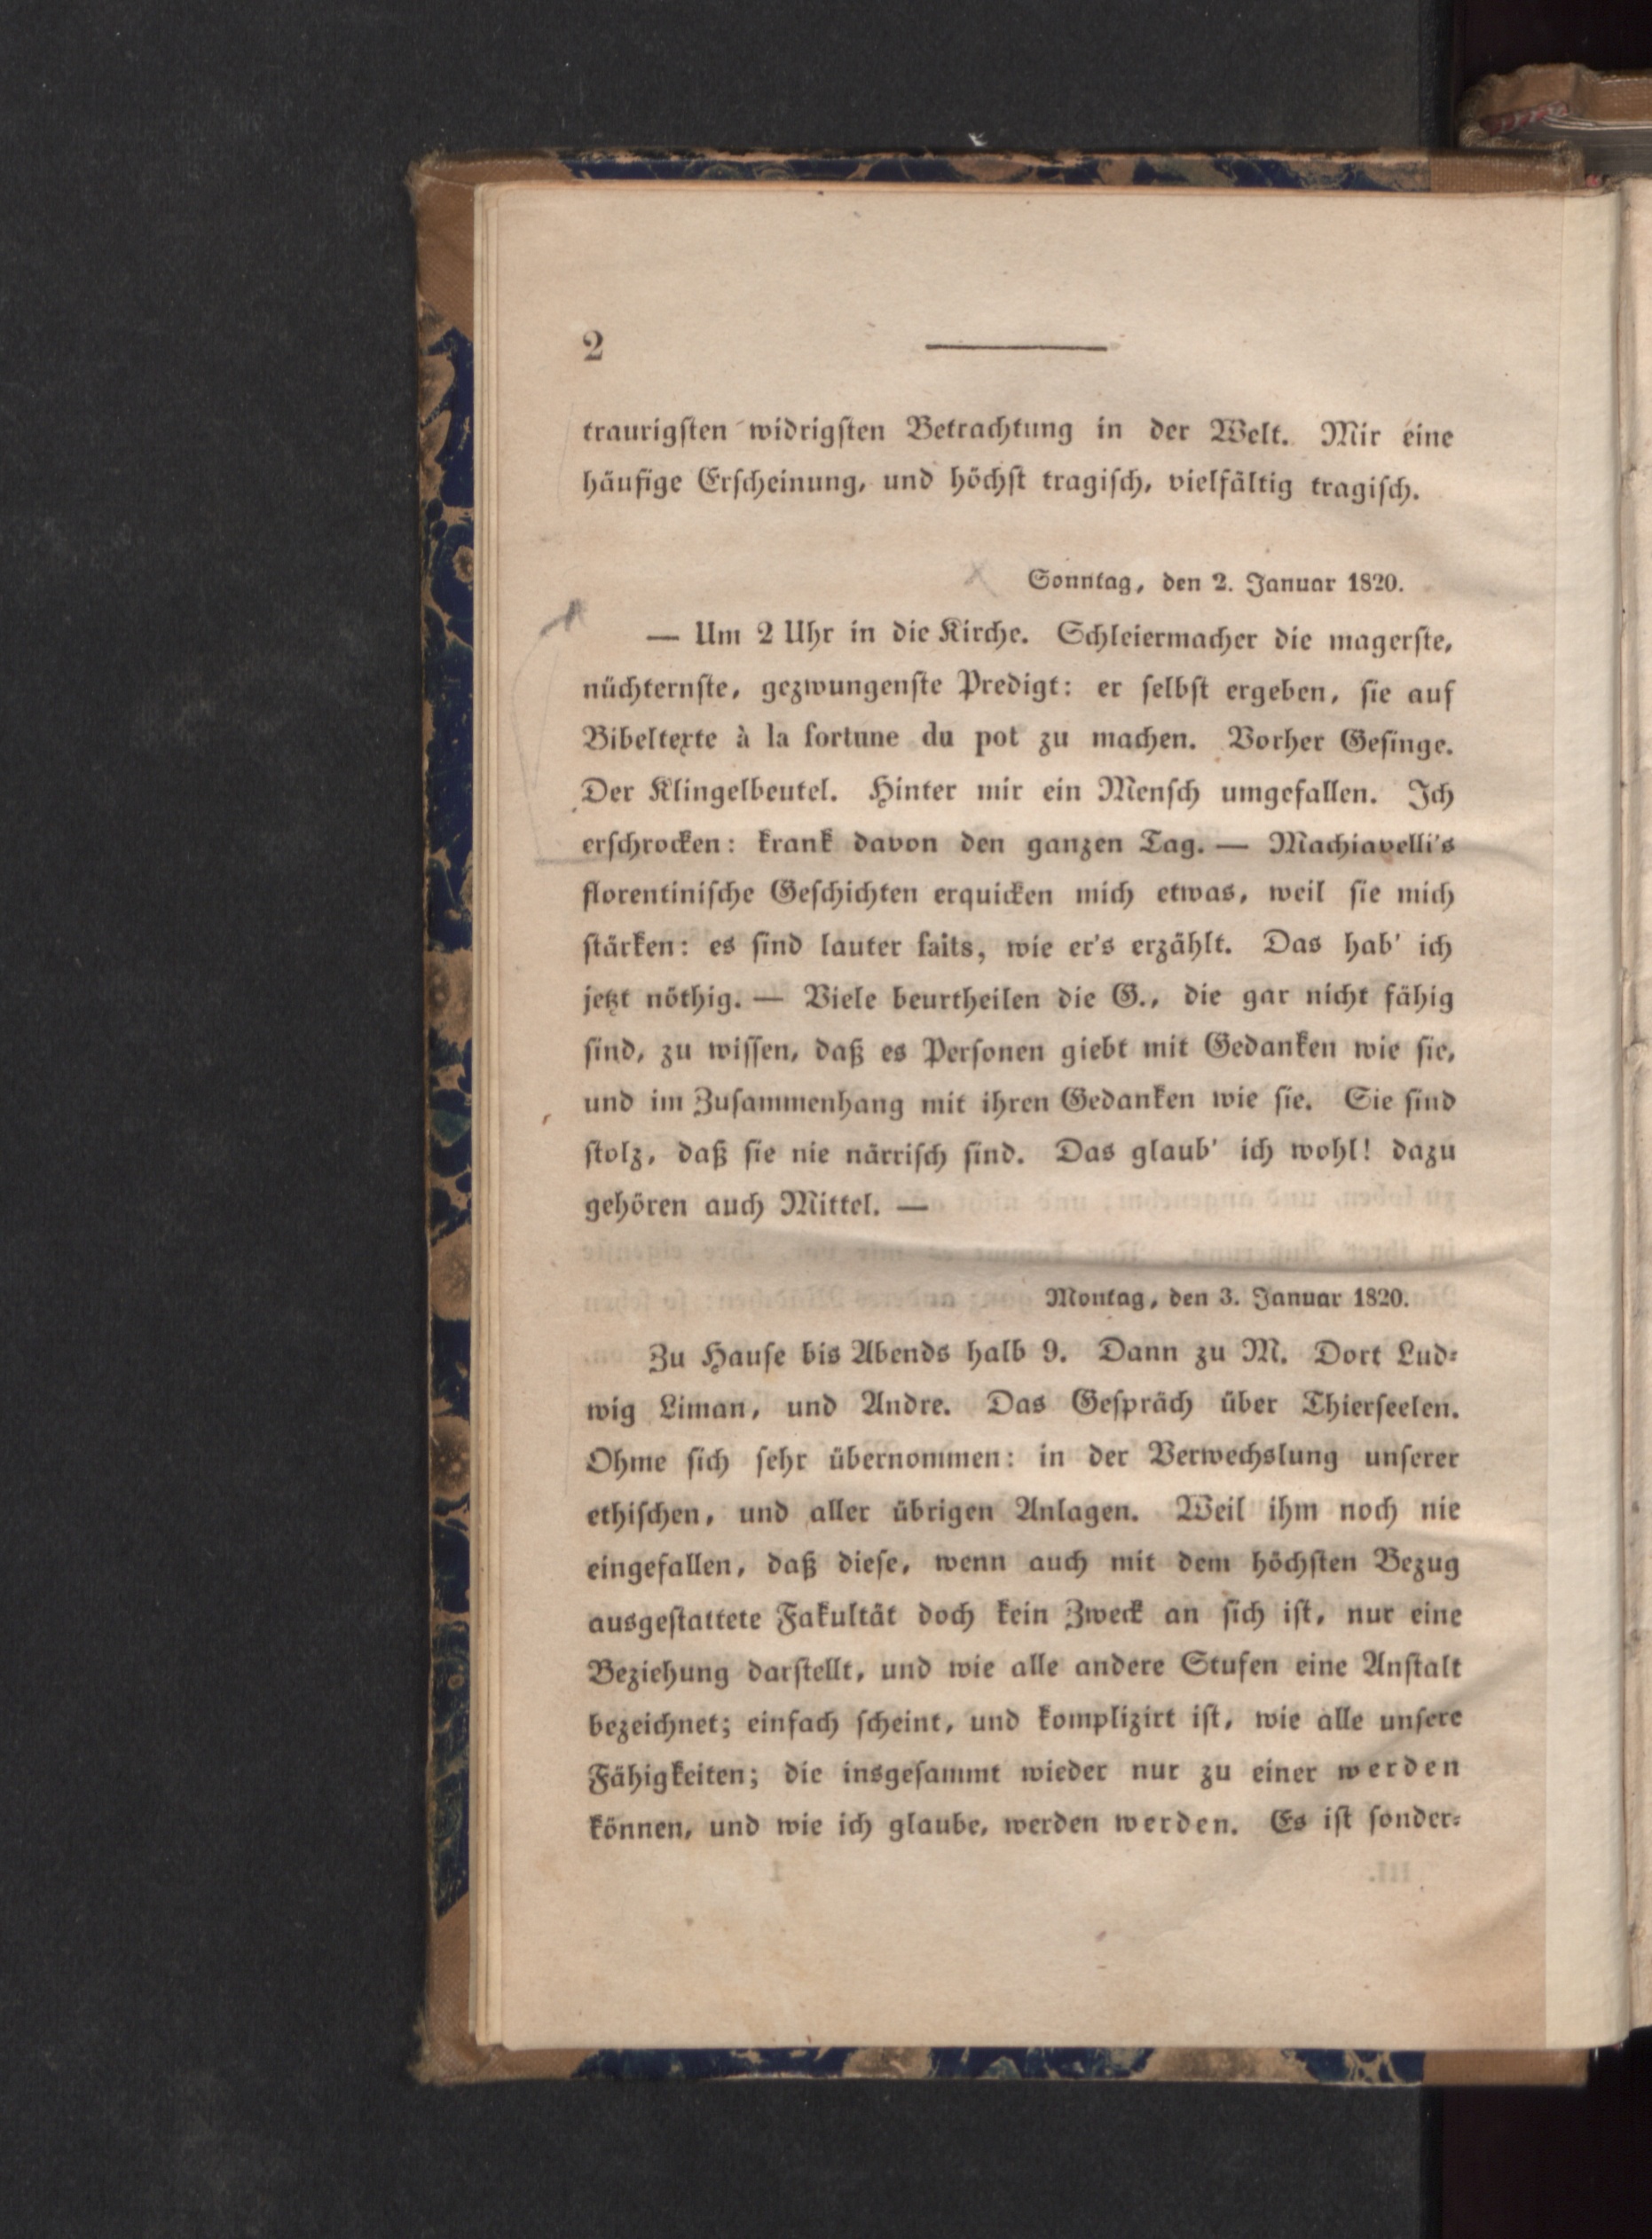 2
traurigſten widrigſten Betrachtung in der Welt. Mir eine
häufige Erſcheinung, und höchſt tragiſch, vielfältig tragiſch.
Sonntag, den 2. Januar 1820.
— Um 2 Uhr in die Kirche. Schleiermacher die magerſte,
nüchternſte, gezwungenſte Predigt: er ſelbſt ergeben, ſie auf
Bibeltexte à la fortune du pot zu machen. Vorher Geſinge.
Der Klingelbeutel. Hinter mir ein Menſch umgefallen. Ich
erſchrocken: krank davon den ganzen Tag. — Machiavelli's
florentiniſche Geſchichten erquicken mich etwas, weil ſie mich
ſtärken: es ſind lauter faits, wie er's erzählt. Das hab' ich
jetzt nöthig. — Viele beurtheilen die G., die gar nicht fähig
ſind, zu wiſſen, daß es Perſonen giebt mit Gedanken wie ſie,
und im Zuſammenhang mit ihren Gedanken wie ſie. Sie ſind
ſtolz, daß ſie nie närriſch ſind. Das glaub' ich wohl! dazu
gehören auch Mittel. —
Montag, den 3. Januar 1820.
Zu Hauſe bis Abends halb 9. Dann zu M. Dort Lud⸗
wig Liman, und Andre. Das Geſpräch über Thierſeelen.
Ohme ſich ſehr übernommen: in der Verwechslung unſerer
ethiſchen, und aller übrigen Anlagen. Weil ihm noch nie
eingefallen, daß dieſe, wenn auch mit dem höchſten Bezug
ausgeſtattete Fakultät doch kein Zweck an ſich iſt, nur eine
Beziehung darſtellt, und wie alle andere Stufen eine Anſtalt
bezeichnet; einfach ſcheint, und komplizirt iſt, wie alle unſere
Fähigkeiten; die insgeſammt wieder nur zu einer werden
können, und wie ich glaube, werden werden. Es iſt ſonder⸗